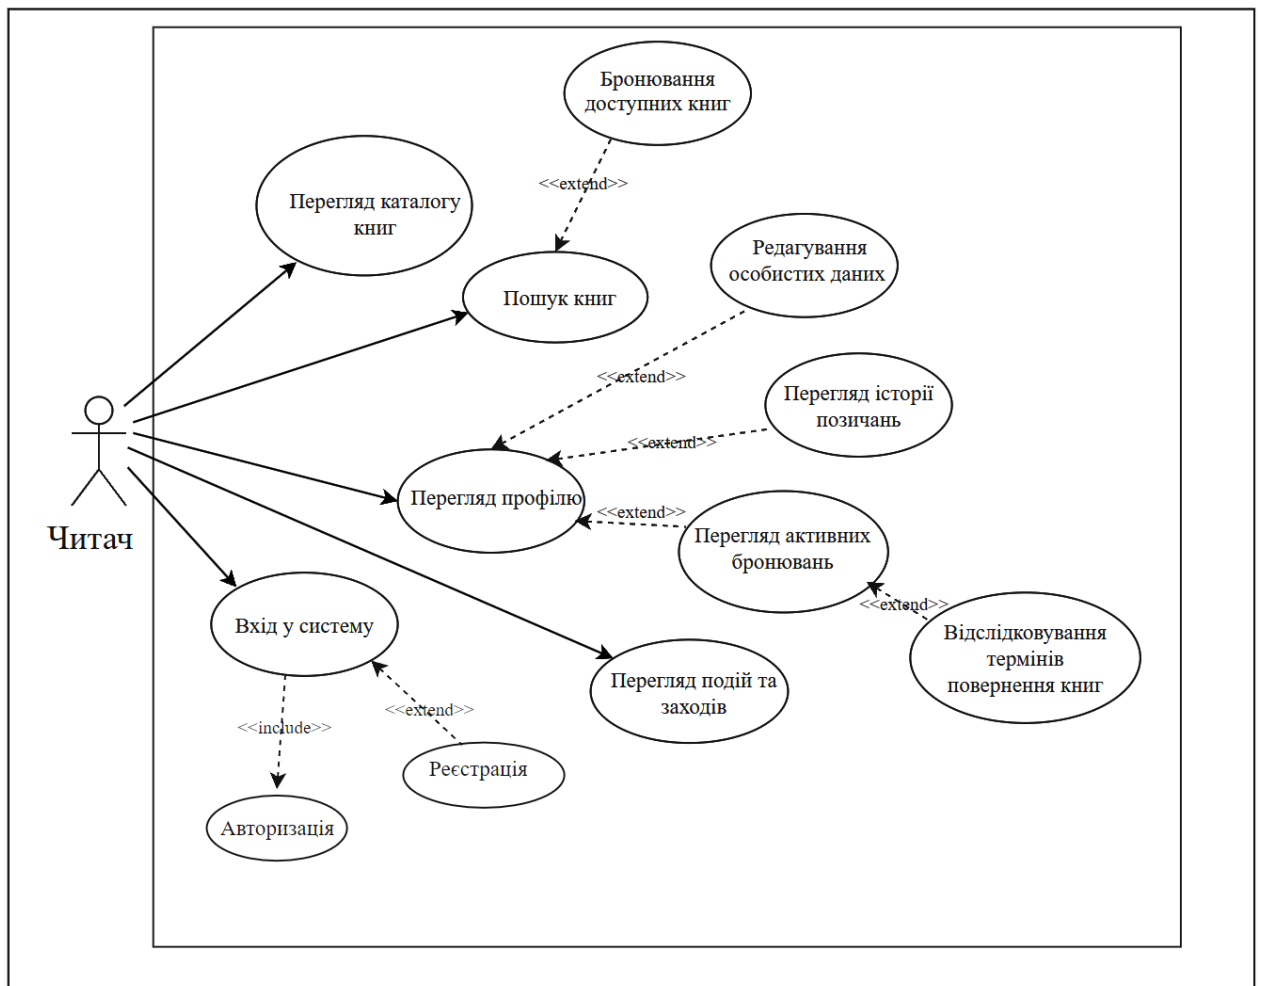 Бронювання
доступних книг
<<extend>>
Перегляд каталогу
книг
Пошук книг
Редагування
особистих даних
<<extend>>
Перегляд історії
позичань
<<extend>>
Перегляд профілю
<<extend>>
Перегляд активних
бронювань
Читач
<<extend>>
Відслідковування
термінів
повернення книг
Вхід у систему
Перегляд подій та
заходів
<<extend>>
<<include>>
Реєстрація
Авторизація